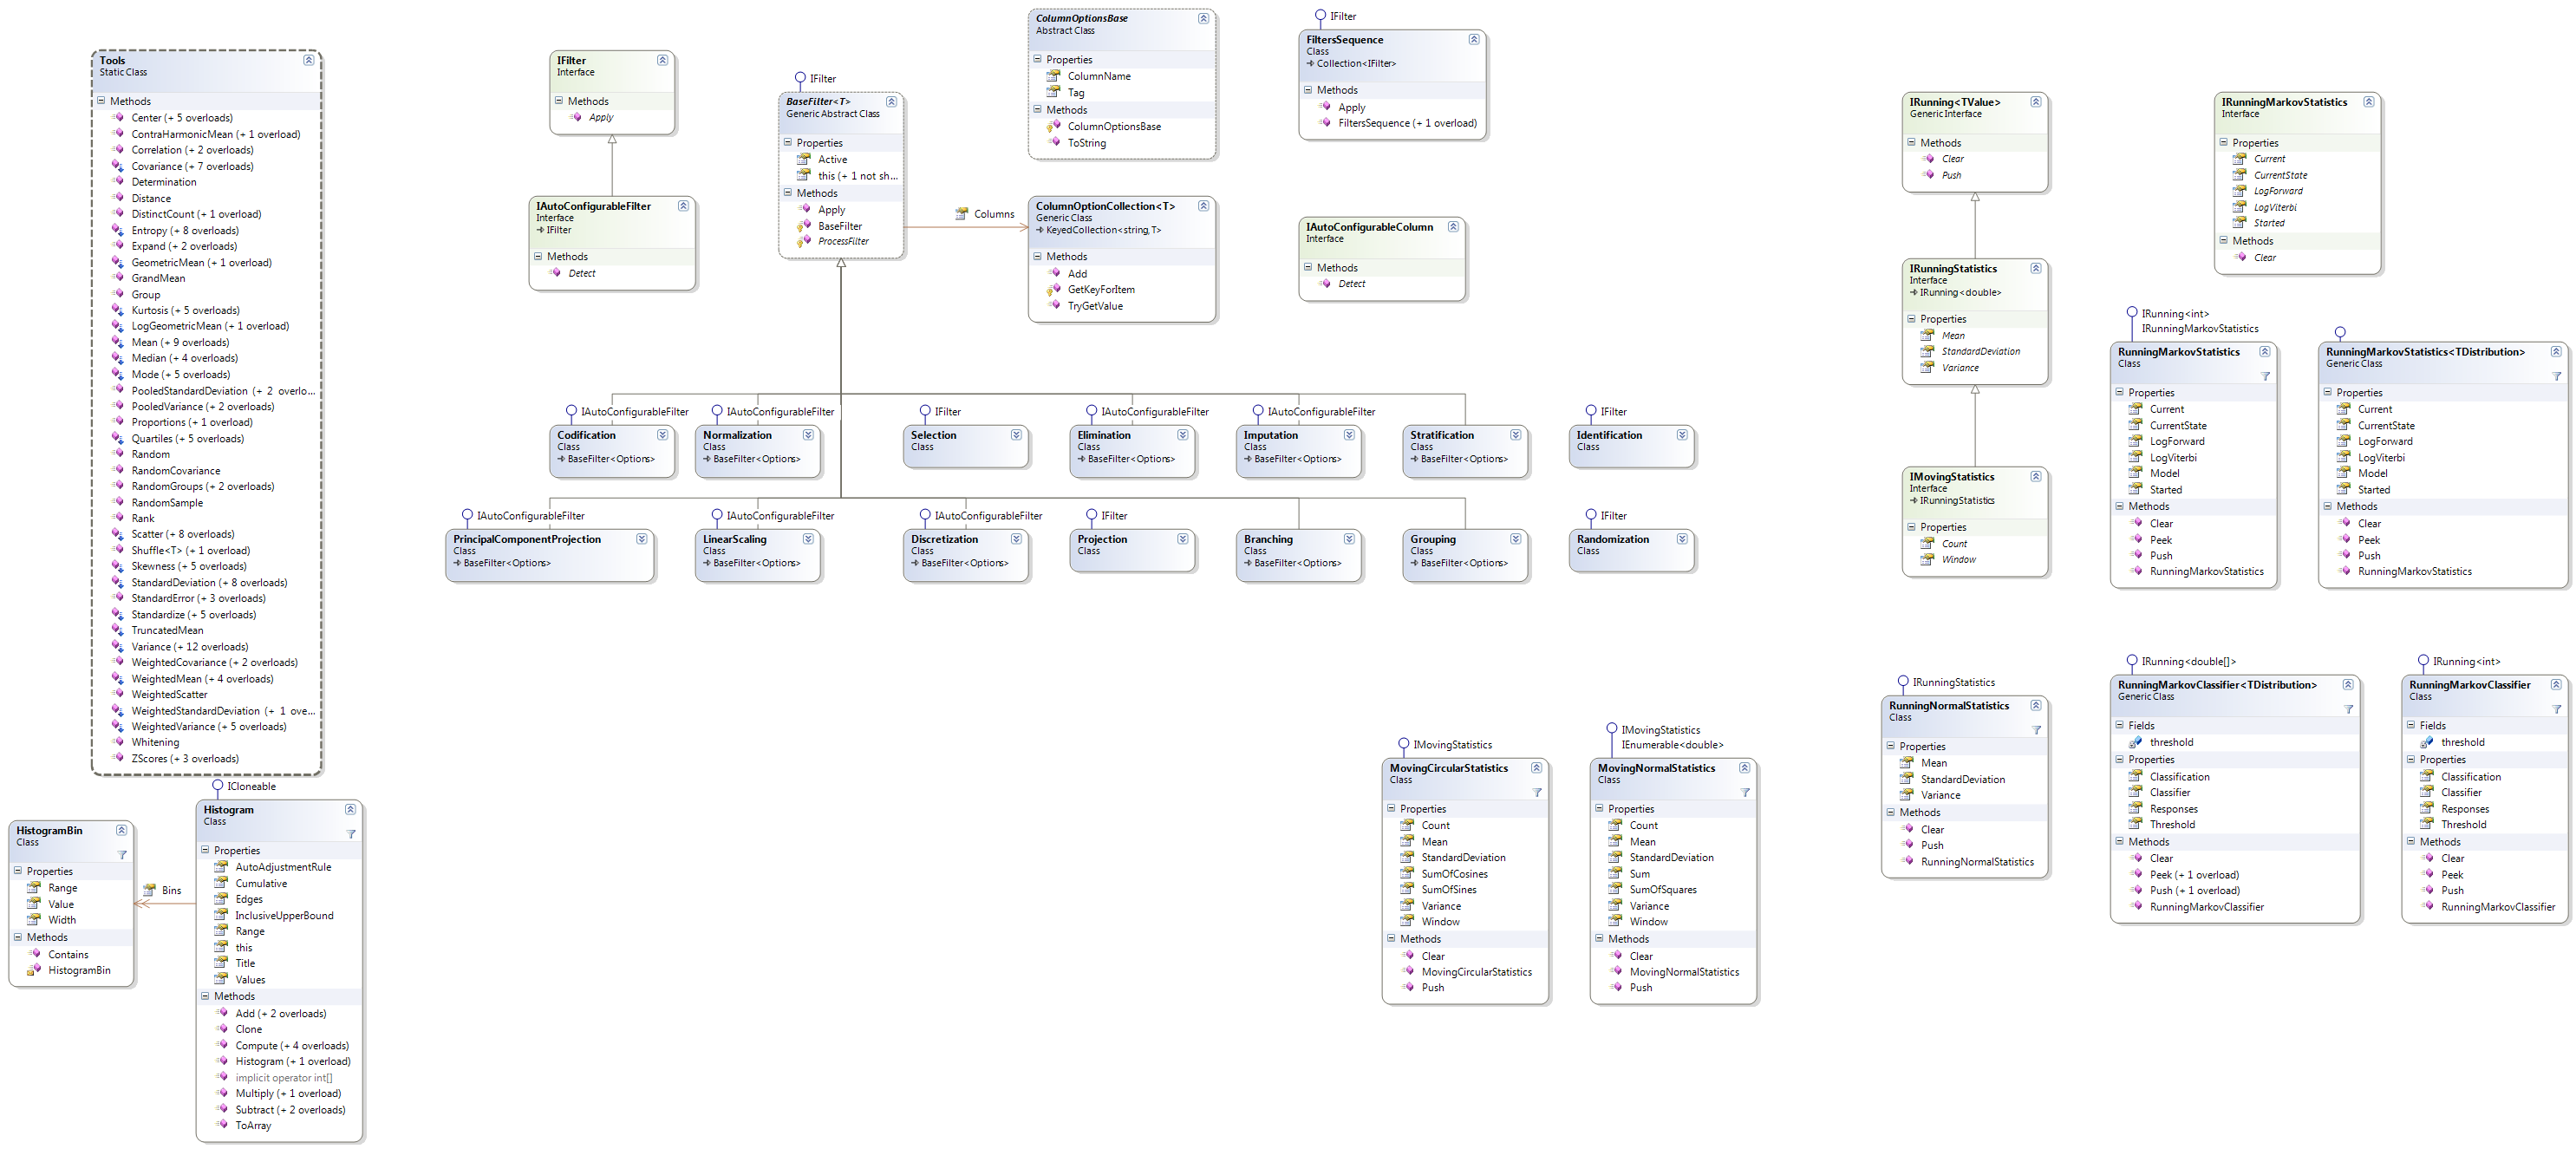 Tools
Static Class
Methods
Center (+ 5 overloads)
ContraHarmonicMean (+ 1 overload)
Correlation (+ 2 overloads)
Covariance (+ 7 overloads)
Determination
Distance
DistinctCount (+ 1 overload)
Entropy (+ 8 overloads)
Expand (+ 2 overloads)
GeometricMean (+ 1 overload)
GrandMean
Group
Kurtosis (+ 5 overloads)
LogGeometricMean (+ 1 overload)
Mean (+ 9 overloads)
Median (+ 4 overloads)
Mode (+ 5 overloads)
PooledStandardDeviation (+ 2 overlo...
PooledVariance (+ 2 overloads)
Proportions (+ 1 overload)
Quartiles (+ 5 overloads)
Random
RandomCovariance
RandomGroups (+ 2 overloads)
RandomSample
Rank
Scatter (+ 8 overloads)
Shuffle<T> (+ 1 overload)
Skewness (+ 5 overloads)
StandardDeviation (+ 8 overloads)
StandardError (+ 3 overloads)
Standardize (+ 5 overloads)
TruncatedMean
Variance (+ 12 overloads)
WeightedCovariance (+ 2 overloads)
WeightedMean (+ 4 overloads)
WeightedScatter
WeightedStandardDeviation (+ 1 ove...
WeightedVariance (+ 5 overloads)
Whitening
ZScores (+ 3 overloads)
HistogramBin
Class
Properties
Range
Value
Width
Methods
Contains
HistogramBin
Bins
ICloneable
Histogram
Class
Properties
AutoAdjustmentRule
Cumulative
Edges
InclusiveUpperBound
Range
this
Title
Values
Methods
Add (+ 2 overloads)
Clone
Compute (+ 4 overloads)
Histogram (+ 1 overload)
implicit operator int[]
Multiply (+ 1 overload)
Subtract (+ 2 overloads)
ToArray
IFilter
Interface
Methods
Apply
IAutoConfigurableFilter
Interface
IFilter
Methods
Detect
IFilter
BaseFilter<T>
Generic Abstract Class
Properties
Active
this (+ 1 not sh...
Methods
Apply
BaseFilter
ProcessFilter
Columns
ColumnOptionsBase
Abstract Class
Properties
ColumnName
Tag
Methods
ColumnOptionsBase
ToString
ColumnOptionCollection<T>
Generic Class
KeyedCollection<string,T>
Methods
Add
GetKeyForItem
TryGetValue
IFilter
FiltersSequence
Class
Collection<IFilter>
Methods
Apply
FiltersSequence (+ 1 overload)
IAutoConfigurableColumn
Interface
Methods
Detect
IAutoConfigurableFilter
Codification
Class
BaseFilter<Options>
IAutoConfigurableFilter
Normalization
Class
BaseFilter<Options>
IFilter
Selection
Class
IAutoConfigurableFilter
Elimination
Class
BaseFilter<Options>
IAutoConfigurableFilter
Imputation
Class
BaseFilter<Options>
Stratification
Class
BaseFilter<Options>
IFilter
Identification
Class
IAutoConfigurableFilter
PrincipalComponentProjection
Class
BaseFilter<Options>
IAutoConfigurableFilter
LinearScaling
Class
BaseFilter<Options>
IAutoConfigurableFilter
Discretization
Class
BaseFilter<Options>
IFilter
Projection
Class
Branching
Class
BaseFilter<Options>
Grouping
Class
BaseFilter<Options>
IFilter
Randomization
Class
IMovingStatistics
MovingCircularStatistics
Class
Properties
Count
Mean
StandardDeviation
SumOfCosines
SumOfSines
Variance
Window
Methods
Clear
MovingCircularStatistics
Push
IMovingStatistics
IEnumerable<double>
MovingNormalStatistics
Class
Properties
Count
Mean
StandardDeviation
Sum
SumOfSquares
Variance
Window
Methods
Clear
MovingNormalStatistics
Push
IRunning<TValue>
Generic Interface
Methods
Clear
Push
IRunningStatistics
Interface
IRunning<double>
Properties
Mean
StandardDeviation
Variance
IMovingStatistics
Interface
IRunningStatistics
Properties
Count
Window
IRunningStatistics
RunningNormalStatistics
Class
Properties
Mean
StandardDeviation
Variance
Methods
Clear
Push
RunningNormalStatistics
IRunningMarkovStatistics
Interface
Properties
Current
CurrentState
LogForward
LogViterbi
Started
Methods
Clear
IRunning<int>
IRunningMarkovStatistics
RunningMarkovStatistics
Class
Properties
Current
CurrentState
LogForward
LogViterbi
Model
Started
Methods
Clear
Peek
Push
RunningMarkovStatistics
RunningMarkovStatistics<TDistribution>
Generic Class
Properties
Current
CurrentState
LogForward
LogViterbi
Model
Started
Methods
Clear
Peek
Push
RunningMarkovStatistics
IRunning<double[]>
RunningMarkovClassifier<TDistribution>
Generic Class
Fields
threshold
Properties
Classification
Classifier
Responses
Threshold
Methods
Clear
Peek (+ 1 overload)
Push (+ 1 overload)
RunningMarkovClassifier
IRunning<int>
RunningMarkovClassifier
Class
Fields
threshold
Properties
Classification
Classifier
Responses
Threshold
Methods
Clear
Peek
Push
RunningMarkovClassifier